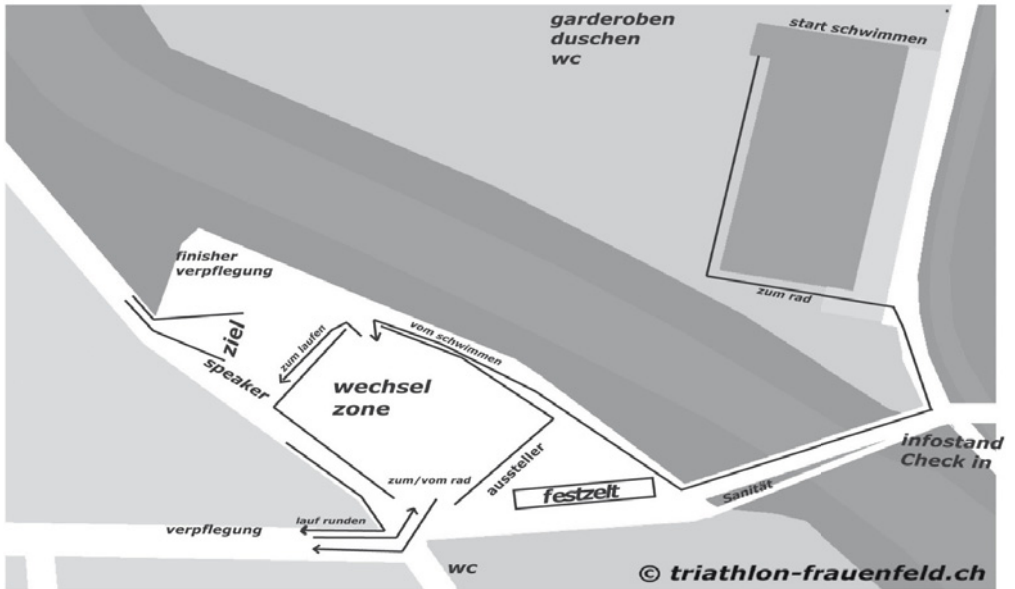 garderoben
duschen
wc
start schwimmen
zum rad
finisher
verpflegung
ziel
speaker
zum laufen
vom schwimmen
wechsel
zone
zum/vom rad
aussteller
festzelt
Sanität
infostand
Check in
verpflegung
lauf runden
wc
© triathlon-frauenfeld.ch